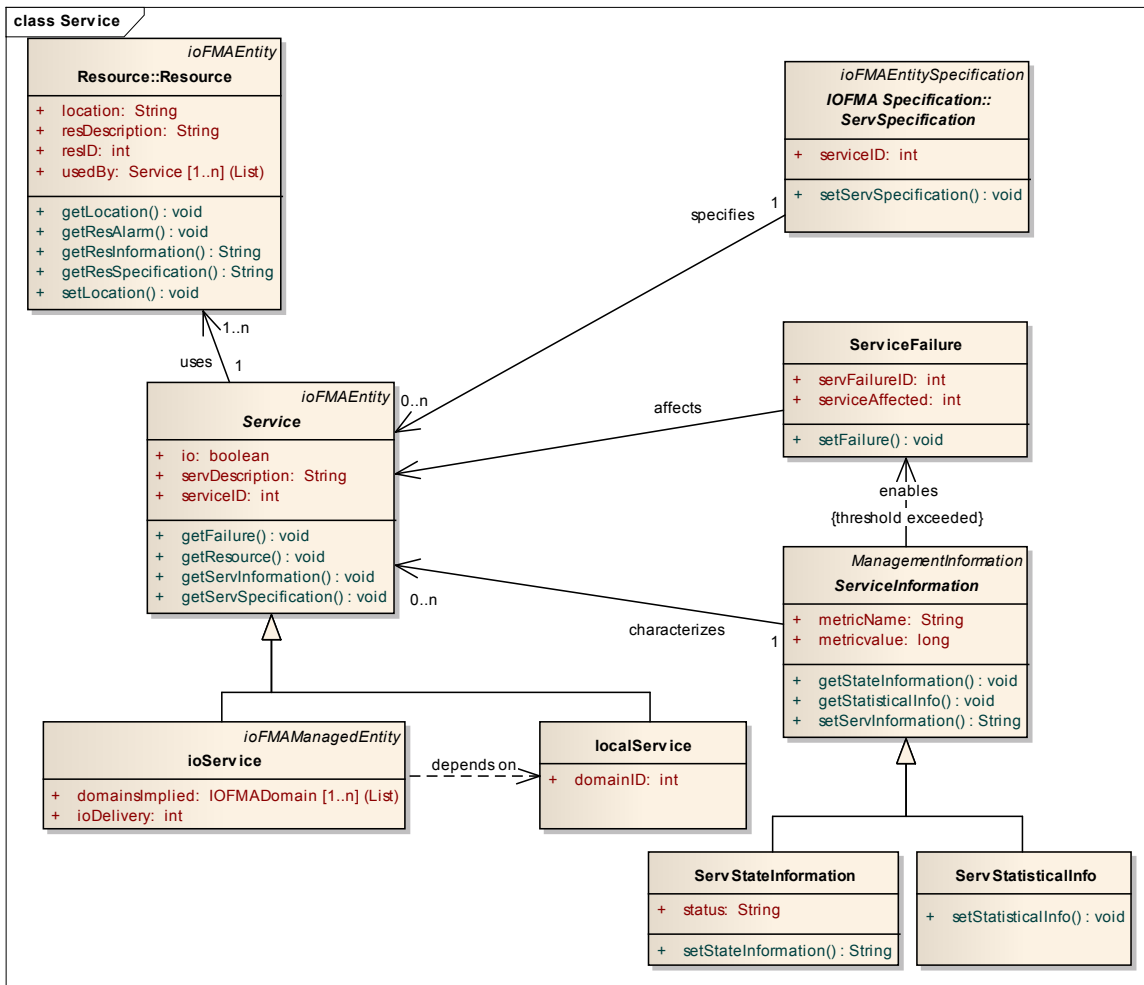 class Service
ioFMAEntity
Resource::Resource
+ location: String
+ resDescription: String
+ resID: int
+ usedBy: Service [1..n] (List)
+ getLocation() : void
+ getResAlarm() : void
+ getResInformation() : String
+ getResSpecification() : String
+ setLocation() : void
ioFMAEntitySpecification
IOFMA Specification::
ServSpecification
+ serviceID: int
+ setServSpecification() : void
specifies
1
0..n
1..n
uses
1
ioFMAEntity
Service
+ io: boolean
+ servDescription: String
+ serviceID: int
+ getFailure() : void
+ getResource() : void
+ getServInformation() : void
+ getServSpecification() : void
ServiceFailure
+ servFailureID: int
+ serviceAffected: int
+ setFailure() : void
affects
enables
{threshold exceeded}
ManagementInformation
ServiceInformation
+ metricName: String
+ metricvalue: long
+ getStateInformation() : void
+ getStatisticalInfo() : void
+ setServInformation() : String
0..n
characterizes
1
ioFMAManagedEntity
ioService
+ domainsImplied: IOFMADomain [1..n] (List)
+ ioDelivery: int
depends on
localService
+ domainID: int
ServStateInformation
+ status: String
+ setStateInformation() : String
ServStatisticalInfo
+ setStatisticalInfo() : void